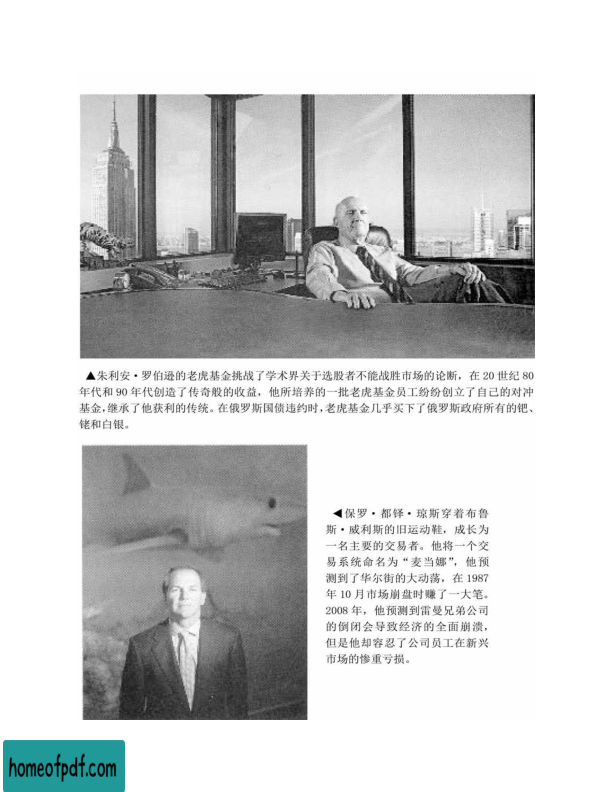 ▲朱利安·罗伯逊的老虎基金挑战了学术界关于选股者不能战胜市场的论断，在 20 世纪 80
年代和 90 年代创造了传奇般的收益，他所培养的一批老虎基金员工纷纷创立了自己的对冲
基金,继承了他获利的传统。在俄罗斯国债违约时,老虎基金几乎买下了俄罗斯政府所有的钯、
铑和白银。
◀保罗·都铎·琼斯穿着布鲁
斯·威利斯的旧运动鞋，成长为
一名主要的交易者。他将一个交
易系统命名为“麦当娜”，他预
测到了华尔街的大动荡，在 1987
年 10 月市场崩盘时赚了一大笔。
2008 年，他预测到雷曼兄弟公司
的倒闭会导致经济的全面崩溃，
但是他却容忍了公司员工在新兴
市场的惨重亏损。
homeofpdf.com